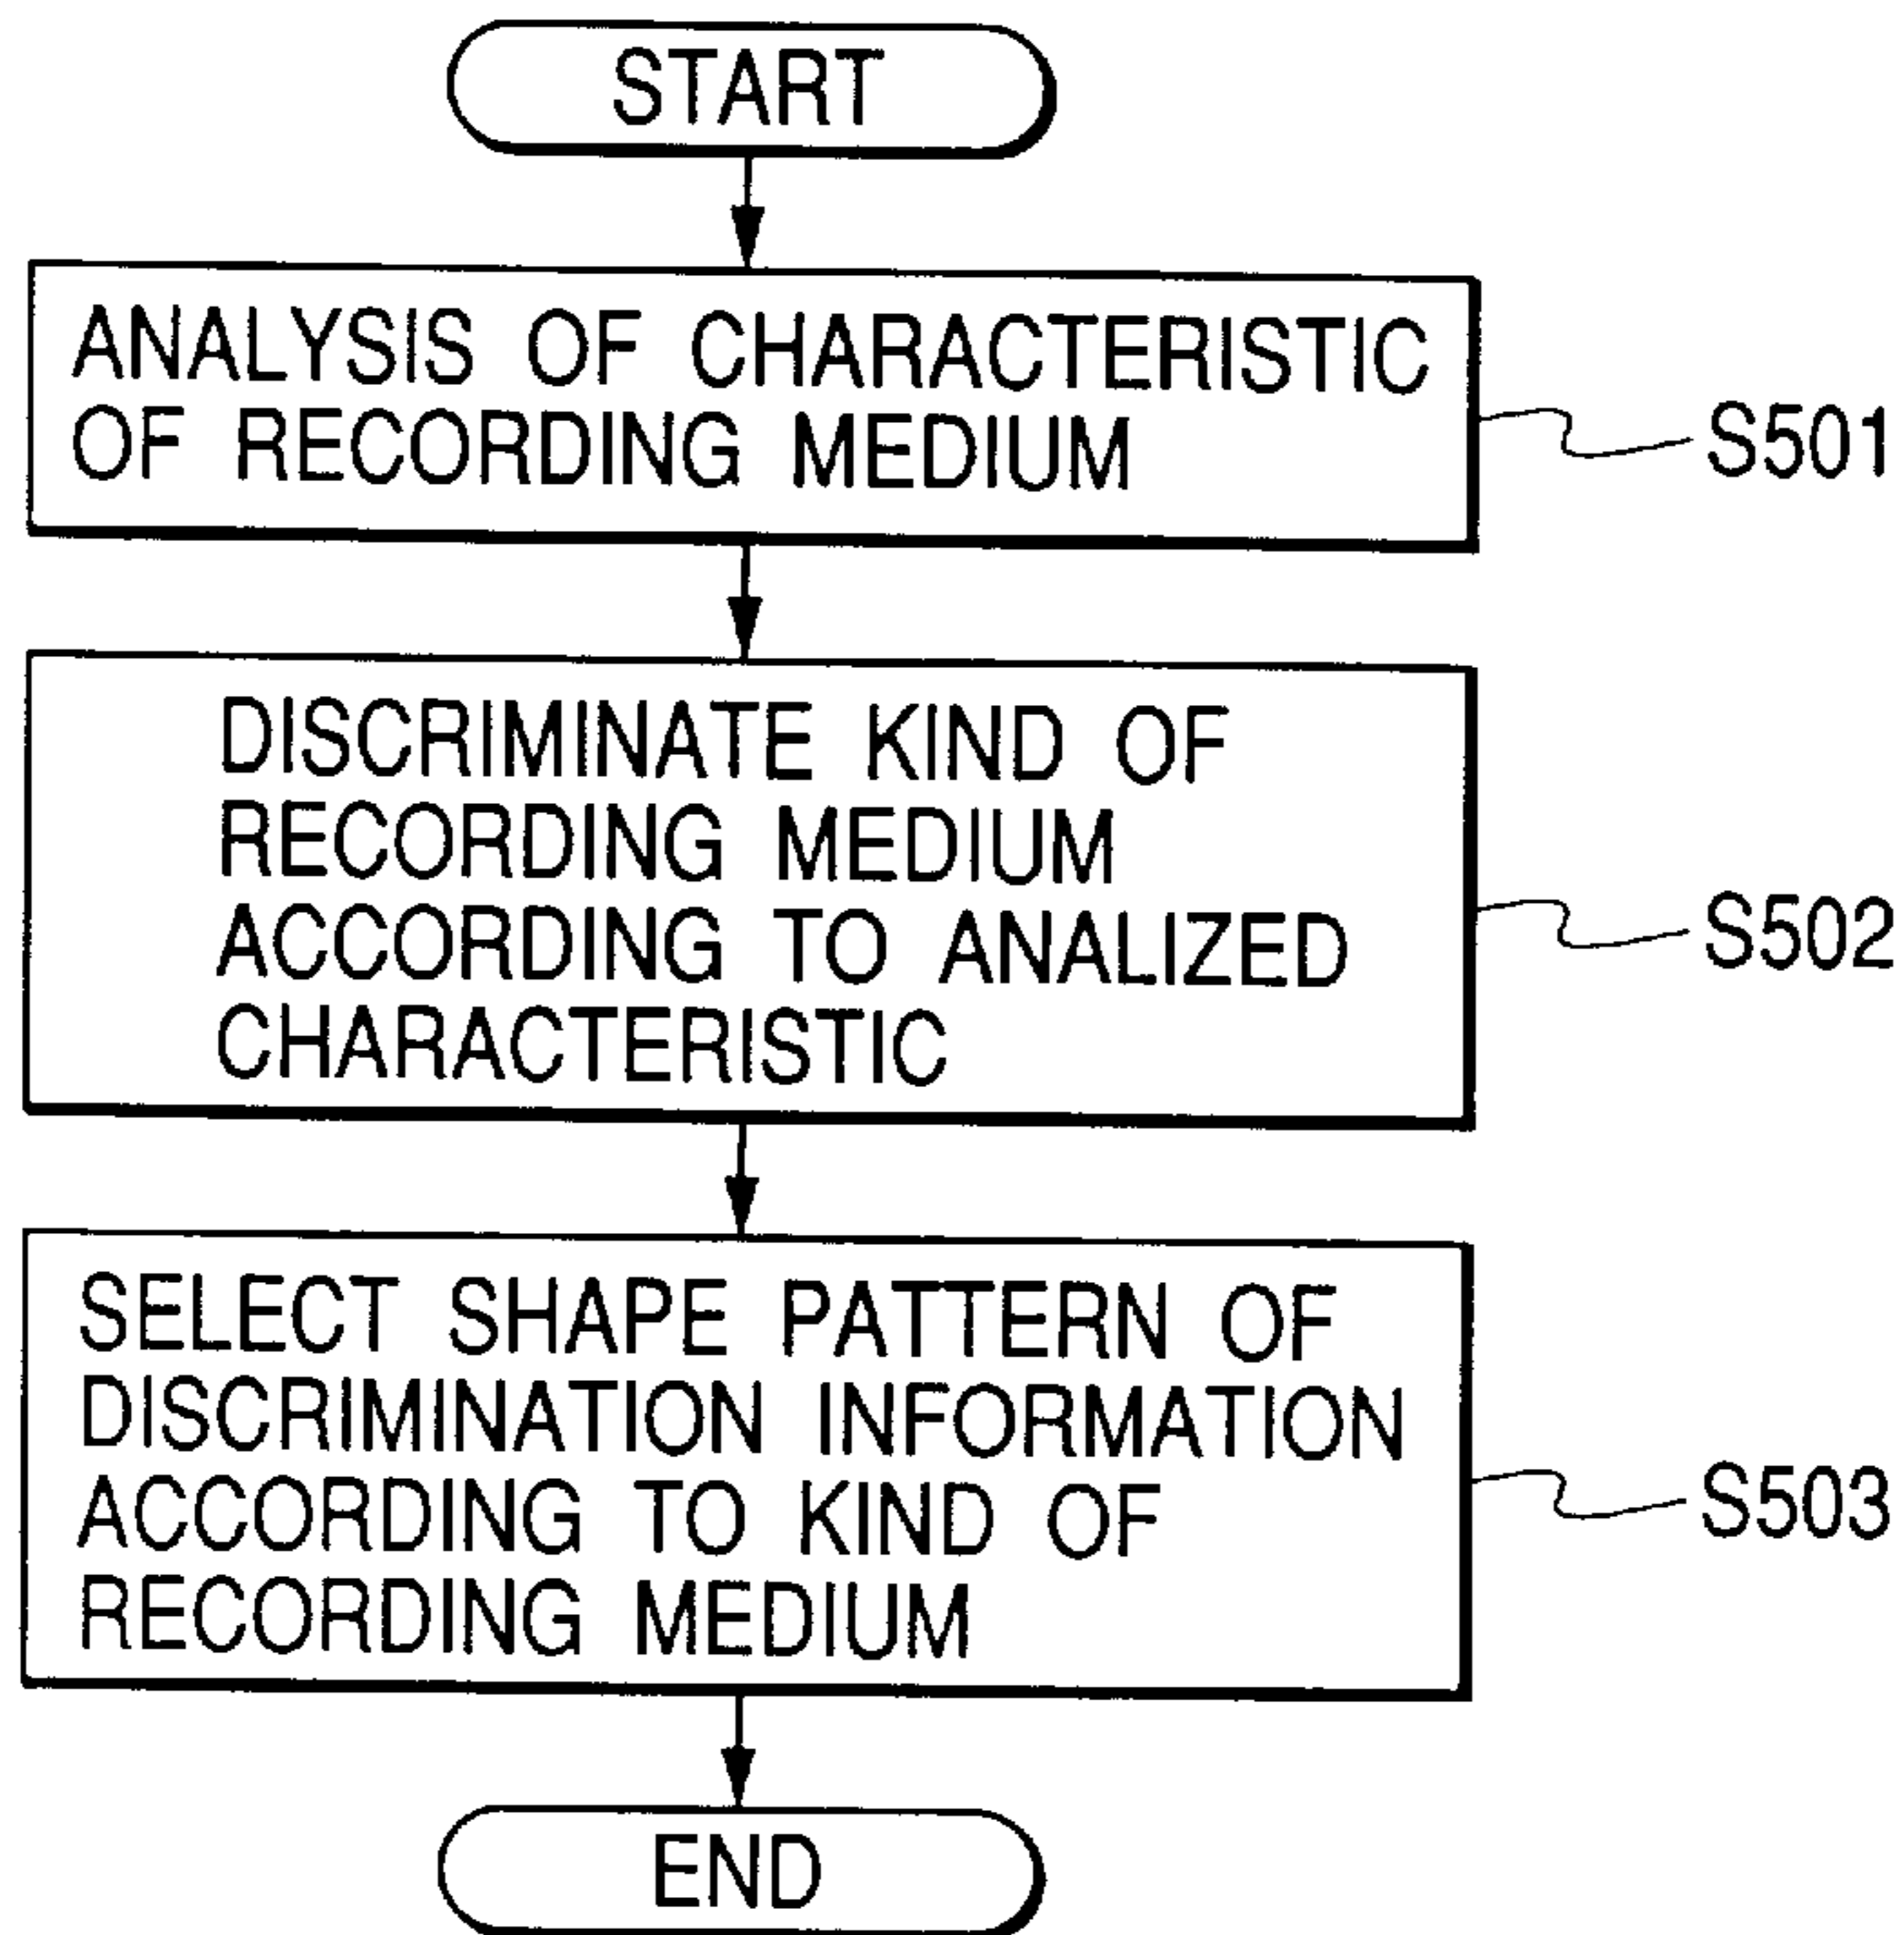 START
ANALYSIS OF CHARACTERISTIC
OF RECORDING MEDIUM
S501
DISCRIMINATE KIND OF
RECORDING MEDIUM
ACCORDING TO ANALIZED
CHARACTERISTIC
S502
SELECT SHAPE PATTERN OF
DISCRIMINATION INFORMATION
ACCORDING TO KIND OF
RECORDING MEDIUM
S503
END